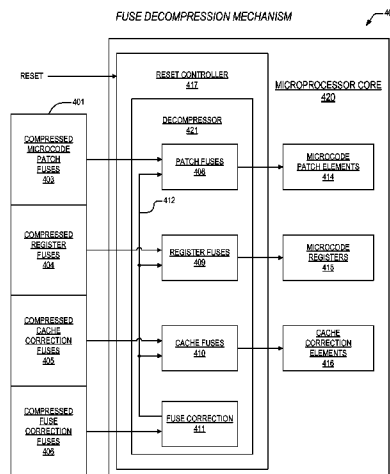 FUSE DECOMPRESSION MECHANISM
40
RESET
RESET CONTROLLER
417
MICROPROCESSOR CORE
420
401
DECOMPRESSOR
421
COMPRESSED
MICROCODE
PATCH
FUSES
403
PATCH FUSES
408
MICROCODE
PATCH ELEMENTS
414
412
COMPRESSED
REGISTER
FUSES
404
REGISTER FUSES
409
MICROCODE
REGISTERS
415
COMPRESSED
CACHE
CORRECTION
FUSES
405
CACHE FUSES
410
CACHE
CORRECTION
ELEMENTS
416
COMPRESSED
FUSE
CORRECTION
FUSES
406
FUSE CORRECTION
411